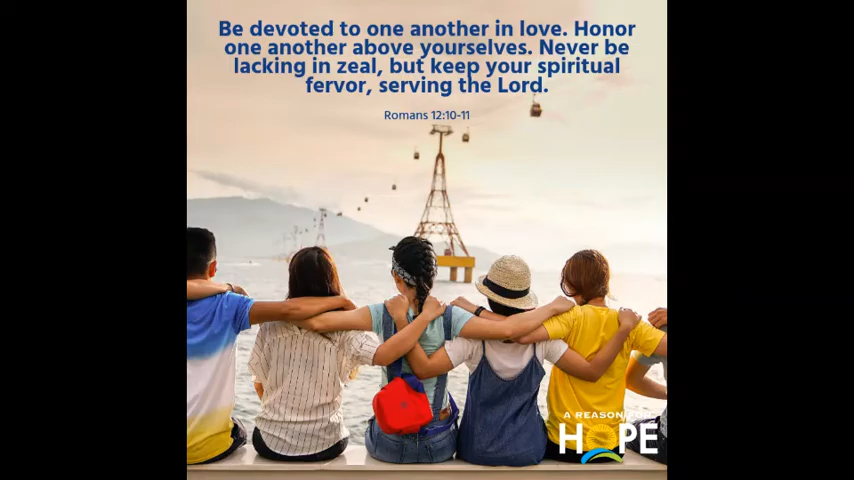 Be devoted to one another in love. Honor
one another above yourselves. Never be
lacking in zeal, but keep your spiritual
fervor, serving the Lord.
Romans 12:10-11
A REASON FOR
HOPE